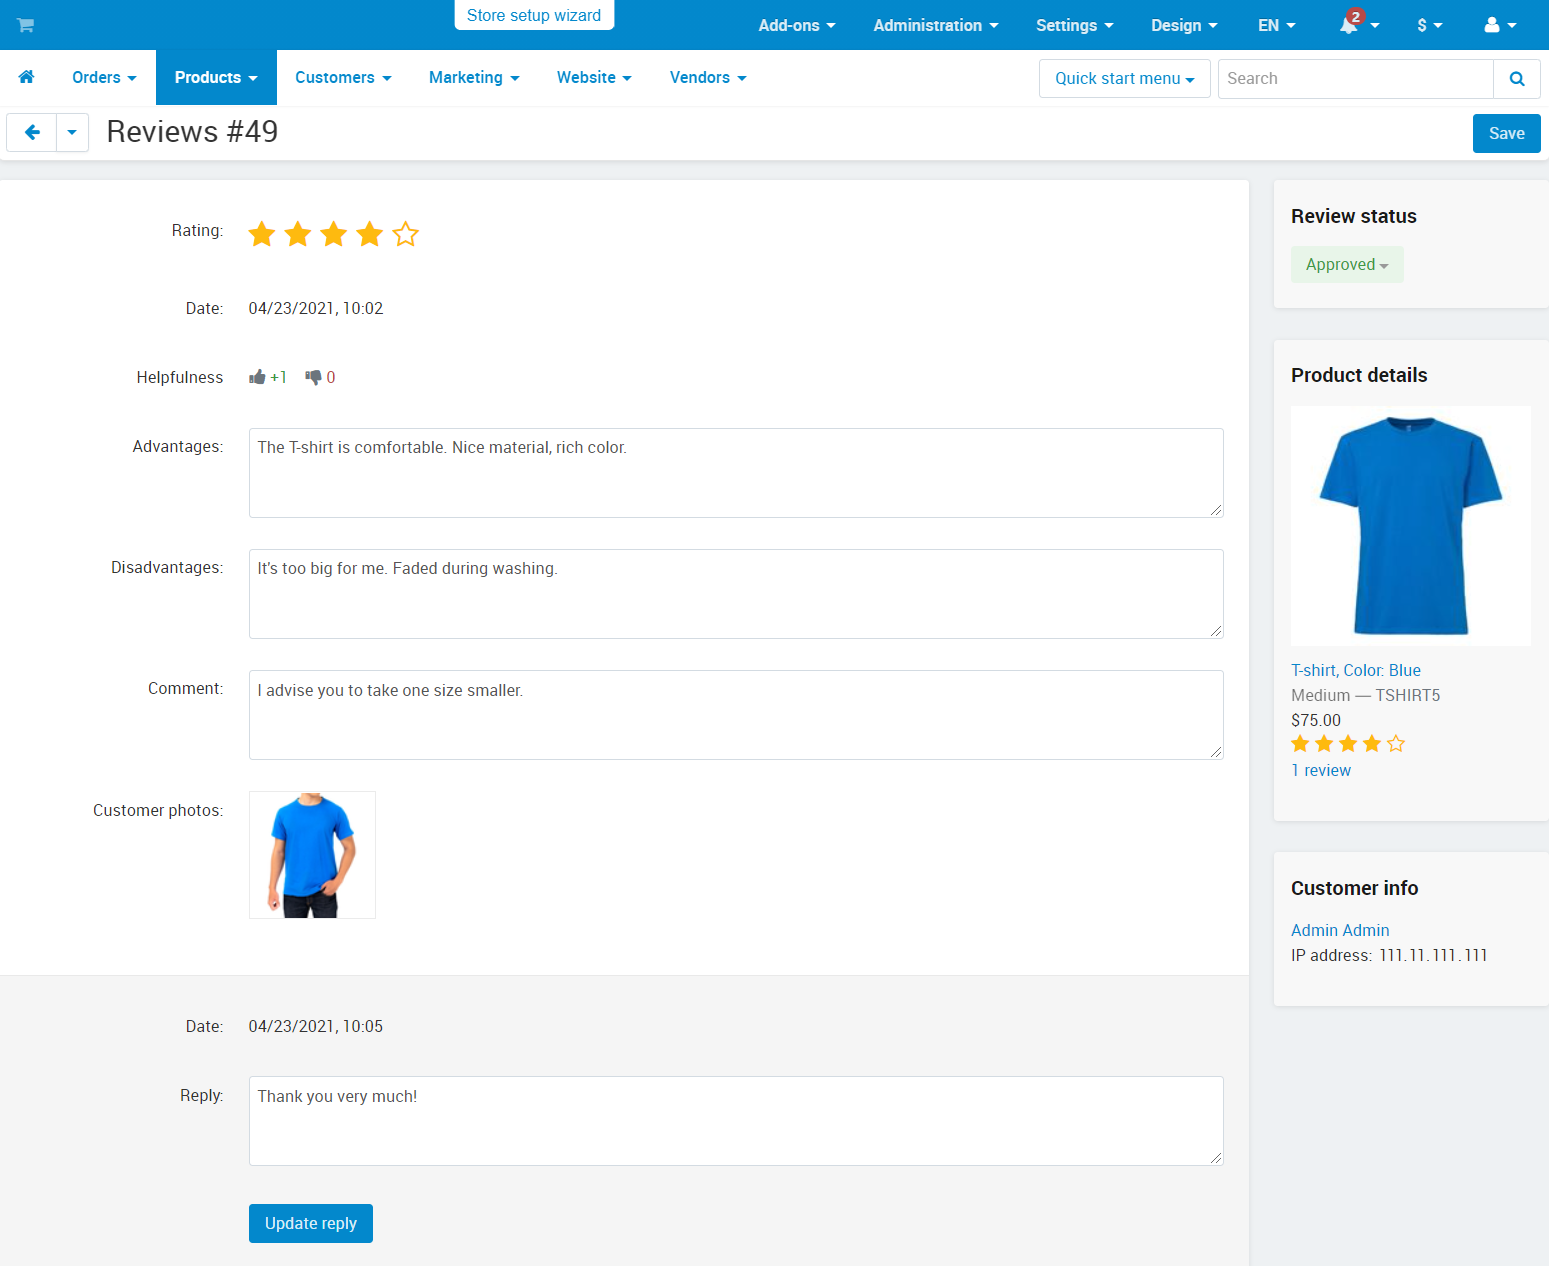 Store setup wizard
Add-ons Administration Settings Design EN 2 $
Orders Products Customers Marketing Website Vendors Quick start menu Search
Reviews #49 Save
Rating:
Date: 04/23/2021, 10:02
Helpfulness +1 0
Advantages: The T-shirt is comfortable. Nice material, rich color.
Disadvantages: It's too big for me. Faded during washing.
Comment: I advise you to take one size smaller.
Customer photos:
Date: 04/23/2021, 10:05
Reply: Thank you very much!
Update reply
Review status
Approved
Product details
T-shirt, Color: Blue
Medium — TSHIRT5
$75.00
1 review
Customer info
Admin Admin
IP address: 111.11.111.111